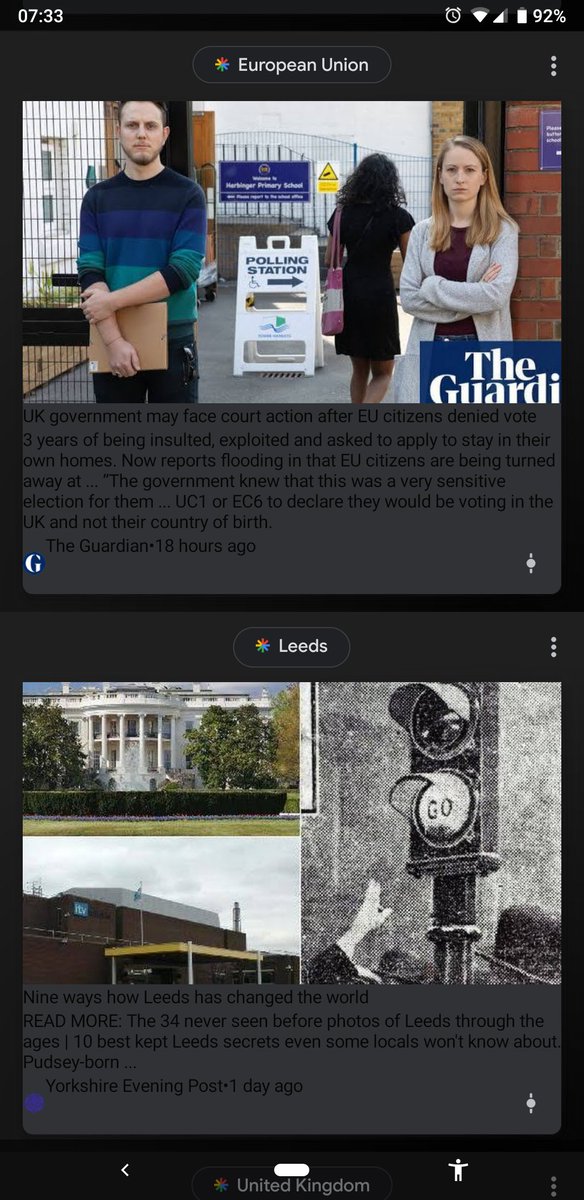 07:33
92%
European Union
Welcome to
Harbinger Primary School
Please report to the school office
POLLING
STATION
TOWER HAMLETS
Please
The
Guardi
UK government may face court action after EU citizens denied vote
3 years of being insulted, exploited and asked to apply to stay in their
own homes. Now reports flooding in that EU citizens are being turned
away at ... “The government knew that this was a very sensitive
election for them ... UC1 or EC6 to declare they would be voting in the
UK and not their country of birth.
G
The Guardian•18 hours ago
Leeds
itv
GO
Nine ways how Leeds has changed the world
READ MORE: The 34 never seen before photos of Leeds through the
ages | 10 best kept Leeds secrets even some locals won't know about.
Pudsey-born ...
Yorkshire Evening Post•1 day ago
United Kingdom